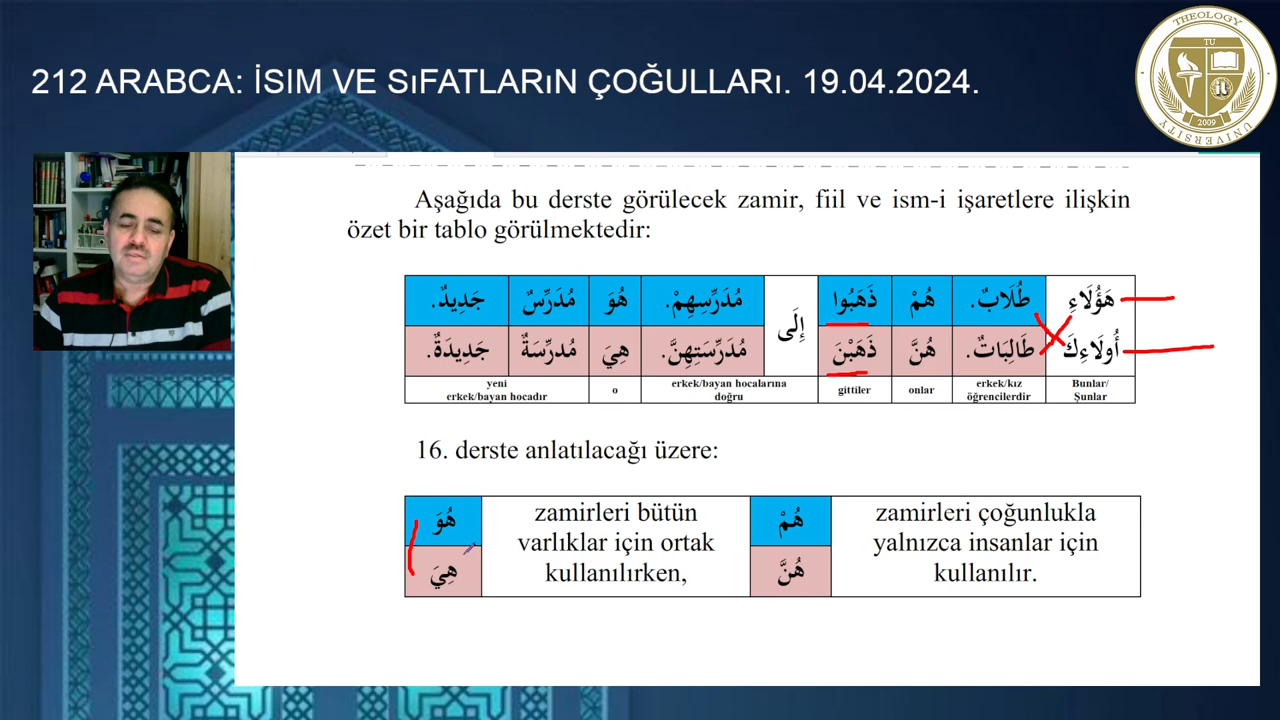 212 ARABCA: İSIM VE SıFATLARıN ÇOĞULLARı. 19.04.2024.
THEOLOGY
TU
2009
UNIVERSITY
Aşağıda bu derste görülecek zamir, fiil ve ism-i işaretlere ilişkin
özet bir tablo görülmektedir:
هَؤُلَاءِ طُلَابٌ. هُمْ ذَهَبُوا إِلَى مُدَرِّسِهِمْ. هُوَ مُدَرِّسٌ جَدِيدٌ.
أُولَاءِكَ طَالِبَاتٌ. هُنَّ ذَهَبْنَ مُدَرِّسَتِهِنَّ. هِيَ مُدرِّسَةٌ جَدِيدَةٌ.
yeni
erkek/bayan hocadır
o
erkek/bayan hocalarına
doğru
gittiler
onlar
erkek/kız
öğrencilerdir
Bunlar/
Şunlar
16. derste anlatılacağı üzere:
هُوَ
هِيَ
zamirleri bütün
varlıklar için ortak
kullanılırken,
هُمْ
هُنَّ
zamirleri çoğunlukla
yalnızca insanlar için
kullanılır.